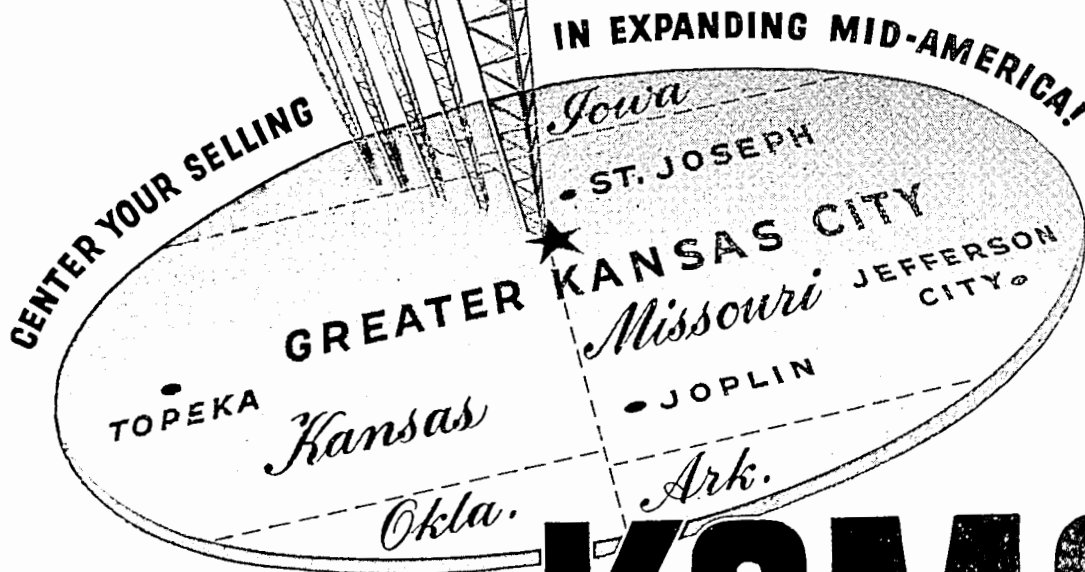 CENTER YOUR SELLING
IN EXPANDING MID-AMERICA!
Iowa
ST. JOSEPH
GREATER KANSAS CITY
Missouri
JEFFERSON
CITY
TOPEKA
Kansas
JOPLIN
Okla.
Ark.